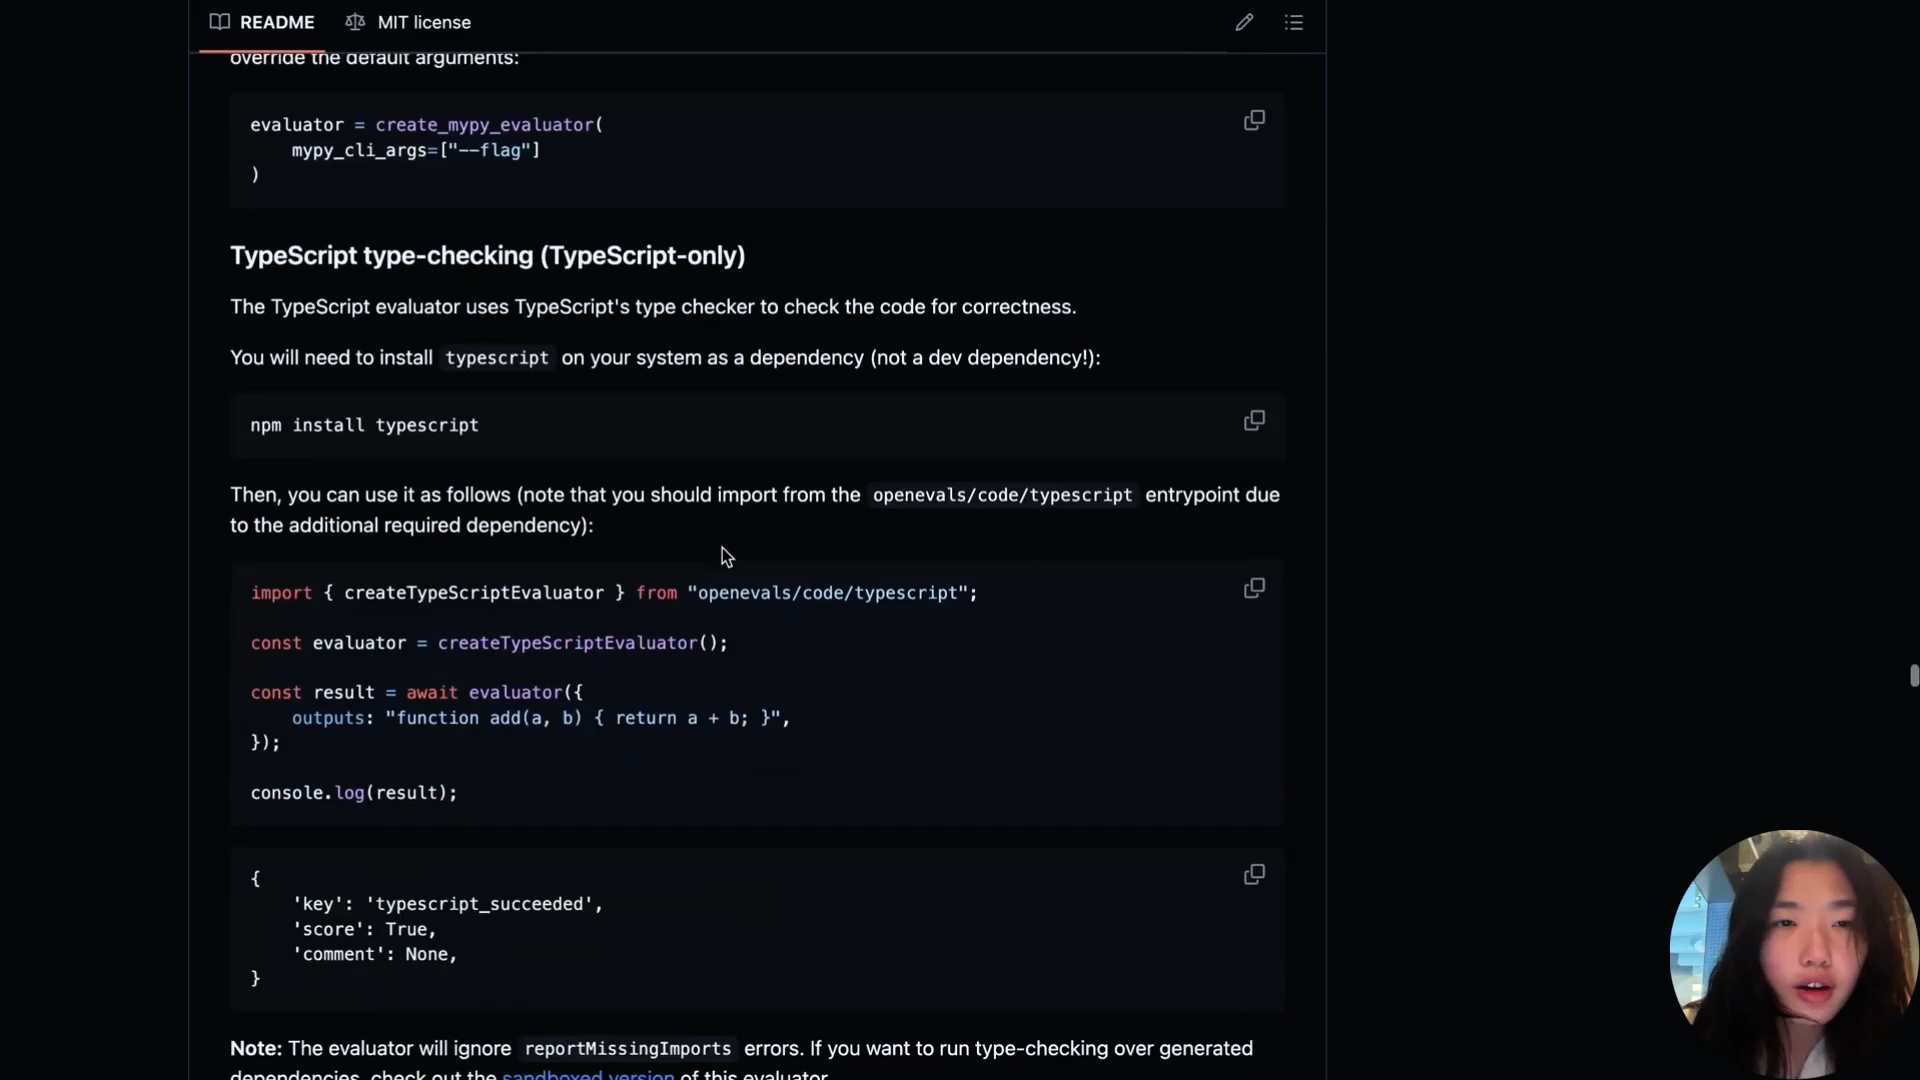 README MIT license
override the default arguments:
evaluator = create_mypy_evaluator(
    mypy_cli_args=["--flag"]
)
TypeScript type-checking (TypeScript-only)
The TypeScript evaluator uses TypeScript's type checker to check the code for correctness.
You will need to install typescript on your system as a dependency (not a dev dependency!):
npm install typescript
Then, you can use it as follows (note that you should import from the openevals/code/typescript entrypoint due
to the additional required dependency):
import { createTypeScriptEvaluator } from "openevals/code/typescript";
const evaluator = createTypeScriptEvaluator();
const result = await evaluator({
    outputs: "function add(a, b) { return a + b; }",
});
console.log(result);
{
    'key': 'typescript_succeeded',
    'score': True,
    'comment': None,
}
Note: The evaluator will ignore reportMissingImports errors. If you want to run type-checking over generated
dependencies, check out the sandboxed version of this evaluator.